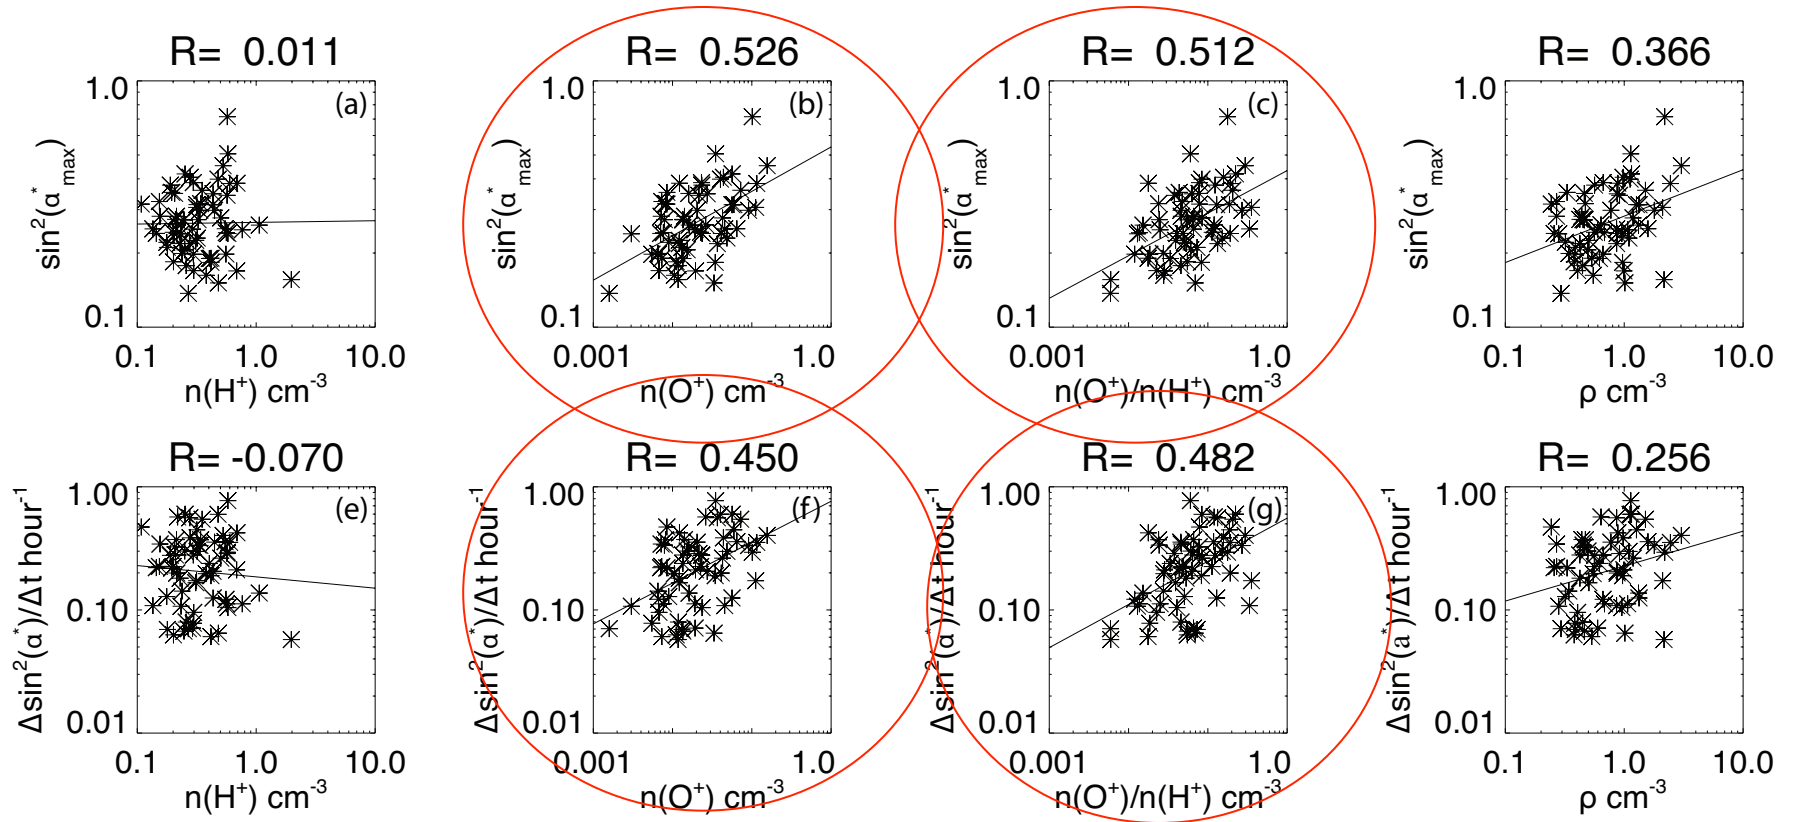 R= 0.011
R= 0.526
R= 0.512
R= 0.366
1.0
(a)
sin²(α*max)
0.1
0.1 1.0 10.0
n(H⁺) cm⁻³
1.0
(b)
sin²(α*max)
0.1
0.001 1.0
n(O⁺) cm⁻³
1.0
(c)
sin²(α*max)
0.1
0.001 1.0
n(O⁺)/n(H⁺) cm⁻³
1.0
sin²(α*max)
0.1
0.1 1.0 10.0
ρ cm⁻³
R= -0.070
R= 0.450
R= 0.482
R= 0.256
1.00
(e)
0.10
Δsin²(α*)/Δt hour⁻¹
0.01
0.1 1.0 10.0
n(H⁺) cm⁻³
1.00
(f)
0.10
Δsin²(α*)/Δt hour⁻¹
0.01
0.001 1.0
n(O⁺) cm⁻³
1.00
(g)
0.10
Δsin²(α*)/Δt hour⁻¹
0.01
0.001 1.0
n(O⁺)/n(H⁺) cm⁻³
1.00
0.10
Δsin²(a*)/Δt hour⁻¹
0.01
0.1 1.0 10.0
ρ cm⁻³